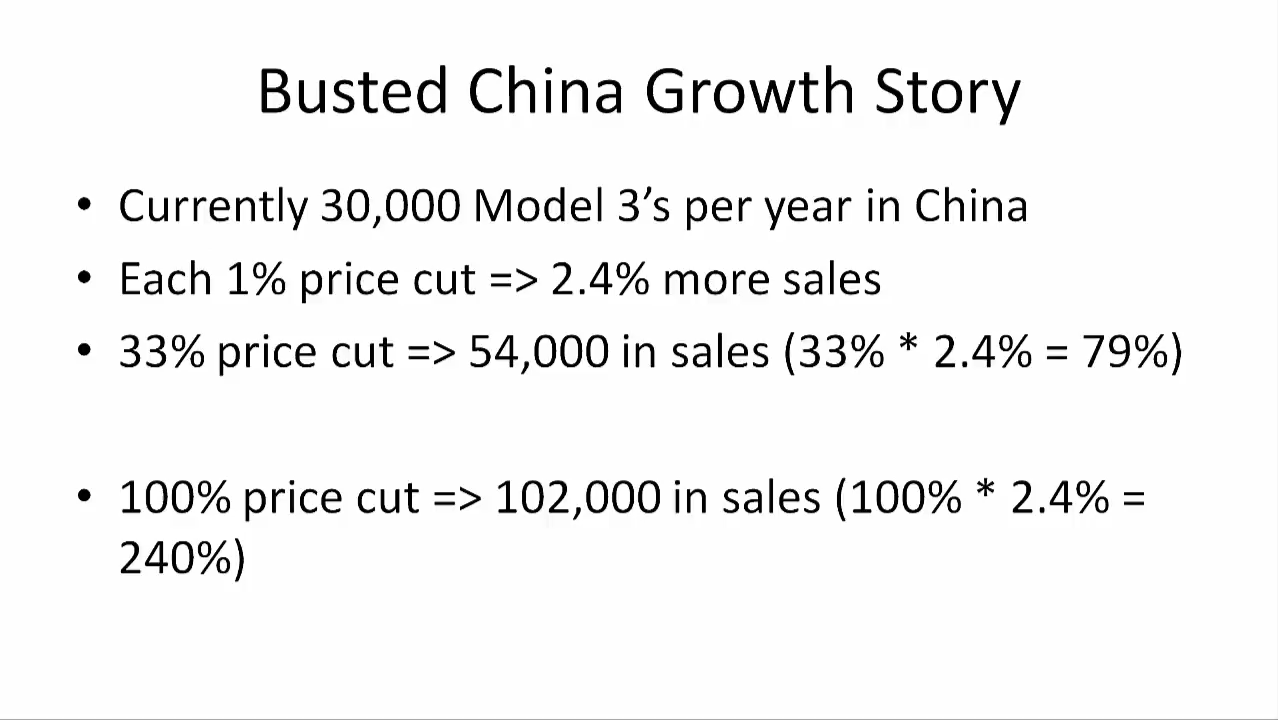 Busted China Growth Story
• Currently 30,000 Model 3’s per year in China
• Each 1% price cut => 2.4% more sales
• 33% price cut => 54,000 in sales (33% * 2.4% = 79%)
• 100% price cut => 102,000 in sales (100% * 2.4% =
240%)